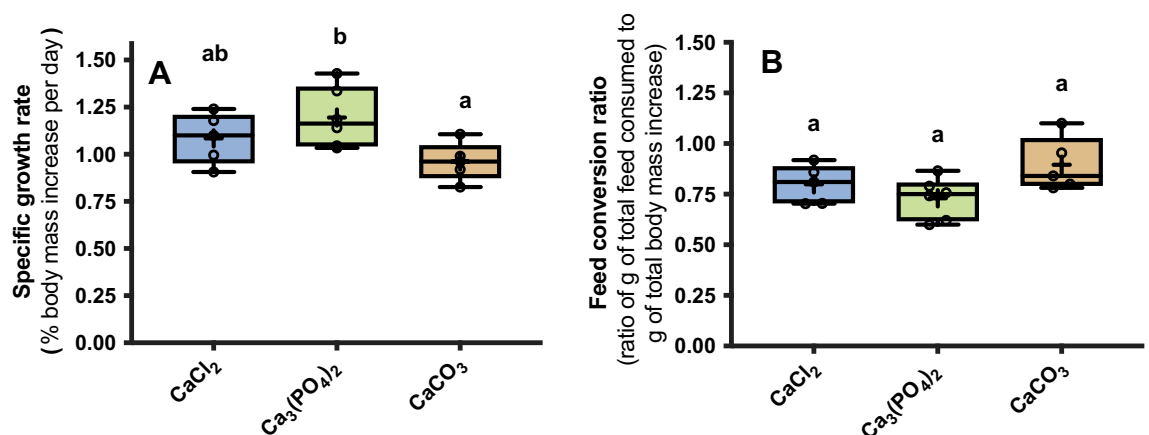 Specific growth rate
(% body mass increase per day)
1.50
1.25
1.00
0.75
0.50
0.25
0.00
A
ab
b
a
CaCl₂
Ca₃(PO₄)₂
CaCO₃
Feed conversion ratio
(ratio of g of total feed consumed to
g of total body mass increase)
1.50
1.25
1.00
0.75
0.50
0.25
0.00
B
a
a
a
CaCl₂
Ca₃(PO₄)₂
CaCO₃